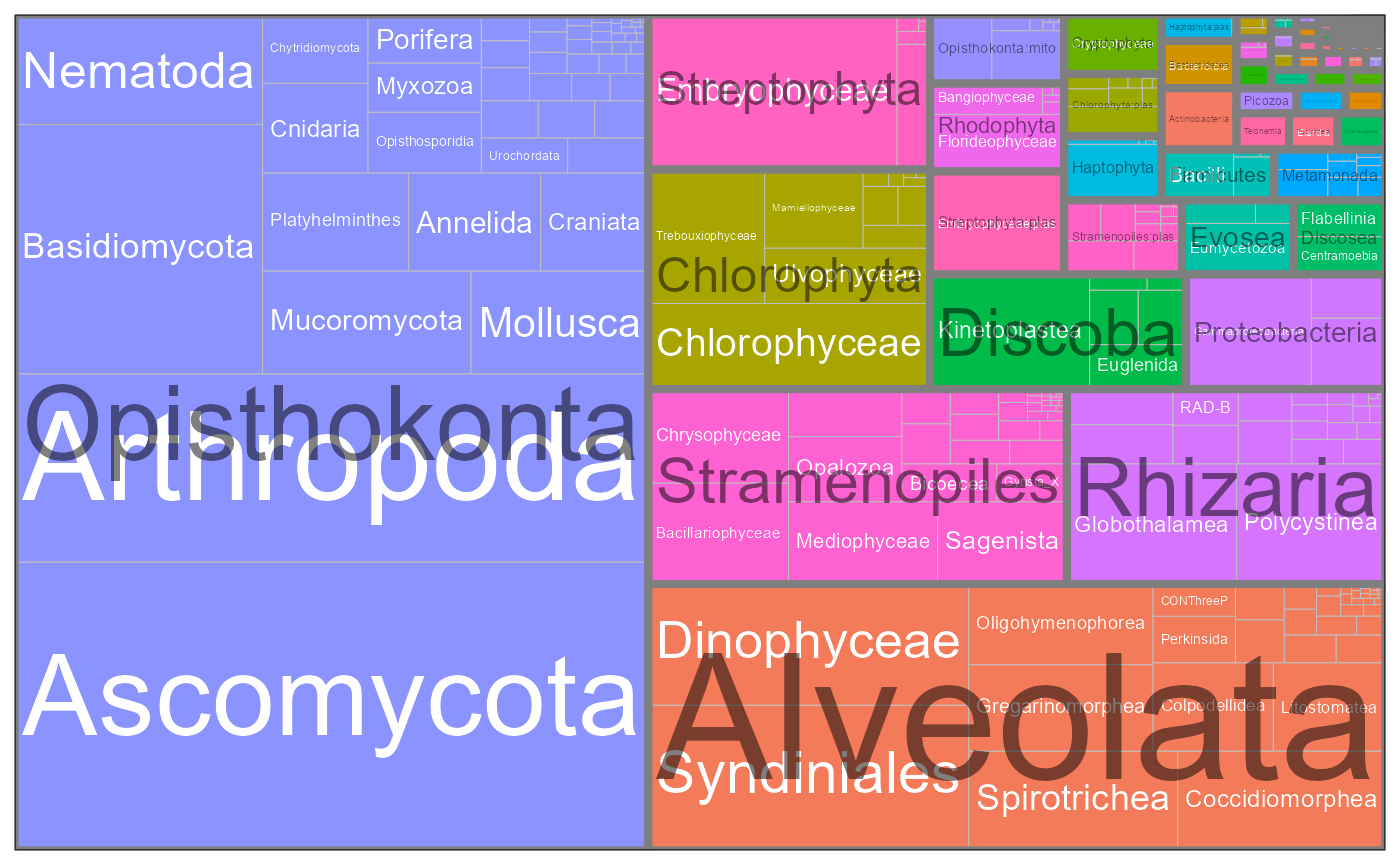 Nematoda
Chytridiomycota
Porifera
Myxozoa
Cnidaria
Opisthosporidia
Urochordata
Basidiomycota
Platyhelminthes
Annelida
Craniata
Mucoromycota
Mollusca
Opisthokonta
Arthropoda
Ascomycota
Embryophyceae
Streptophyta
Trebouxiophyceae
Mamiellophyceae
Ulvophyceae
Chlorophyta
Chlorophyceae
Opisthokonta:mito
Bangiophyceae
Rhodophyta
Florideophyceae
Streptophyta:plas
Chlorophyta:plas
Haptophyta
Stramenopiles:plas
Haptophyta:plas
Actinobacteria
Picozoa
Telonemia
Bacilli
Firmicutes
Metamonada
Evosea
Eumycetozoa
Flabellinia
Discosea
Centramoebia
Kinetoplastea
Discoba
Euglenida
Gammaproteobacteria
Proteobacteria
Chrysophyceae
Opalozoa
Bicoecea
Gyrista_X
Stramenopiles
Bacillariophyceae
Mediophyceae
Sagenista
RAD-B
Rhizaria
Globothalamea
Polycystinea
Dinophyceae
Oligohymenophorea
CONThreeP
Perkinsida
Alveolata
Gregarinomorphea
Colpodellidea
Litostomatea
Syndiniales
Spirotrichea
Coccidiomorphea